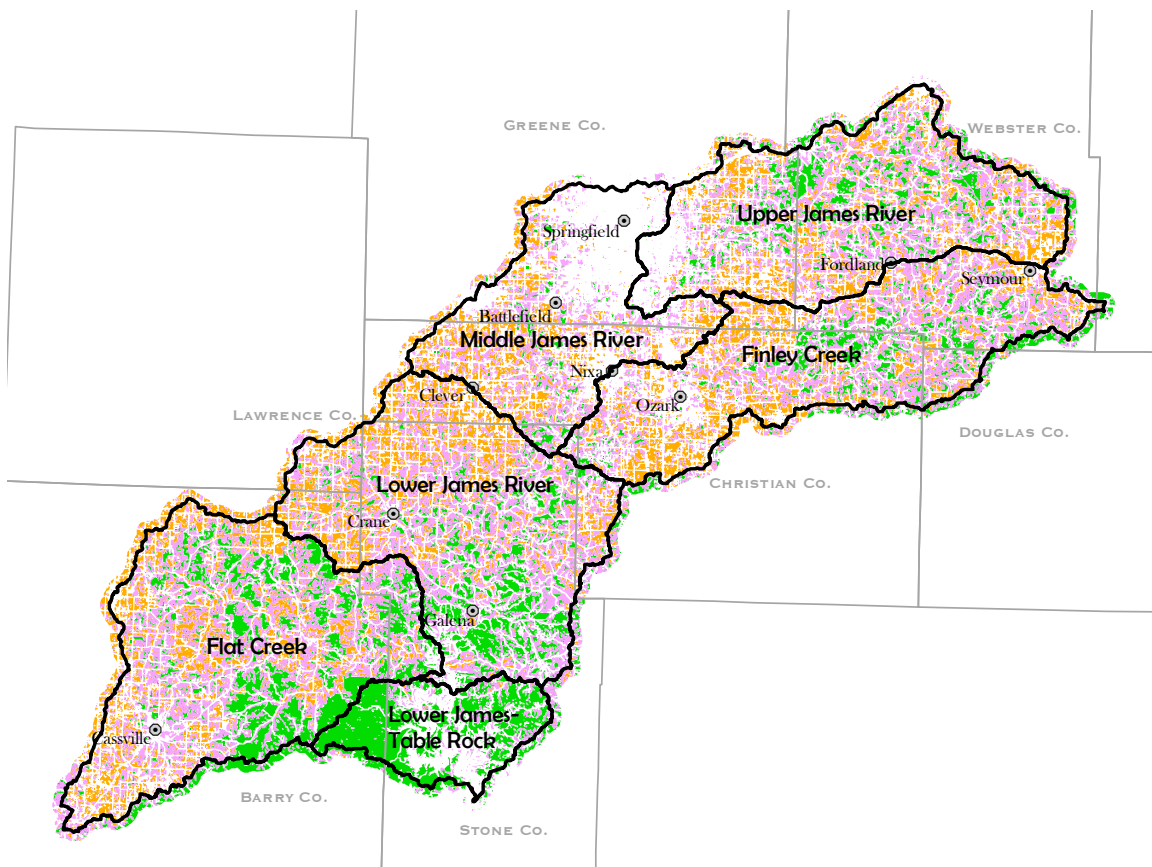 GREENE CO.
WEBSTER CO.
Upper James River
Springfield
Fordland
Seymour
Battlefield
Middle James River
Finley Creek
Nixa
Clever
Ozark
LAWRENCE CO.
DOUGLAS CO.
Lower James River
CHRISTIAN CO.
Crane
Galena
Flat Creek
Lower James-
Table Rock
Cassville
BARRY CO.
STONE CO.